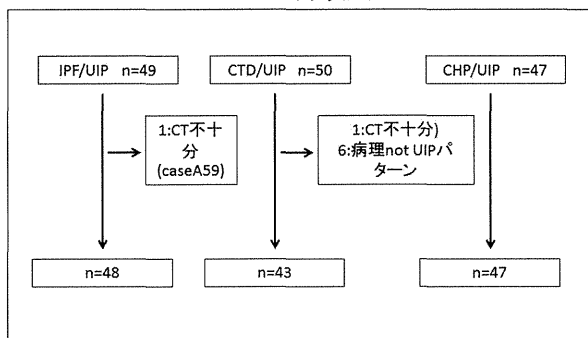 IPF/UIP n=49
CTD/UIP n=50
CHP/UIP n=47
1:CT不十
分
(caseA59)
1:CT不十分)
6:病理not UIPパ
ターン
n=48
n=43
n=47